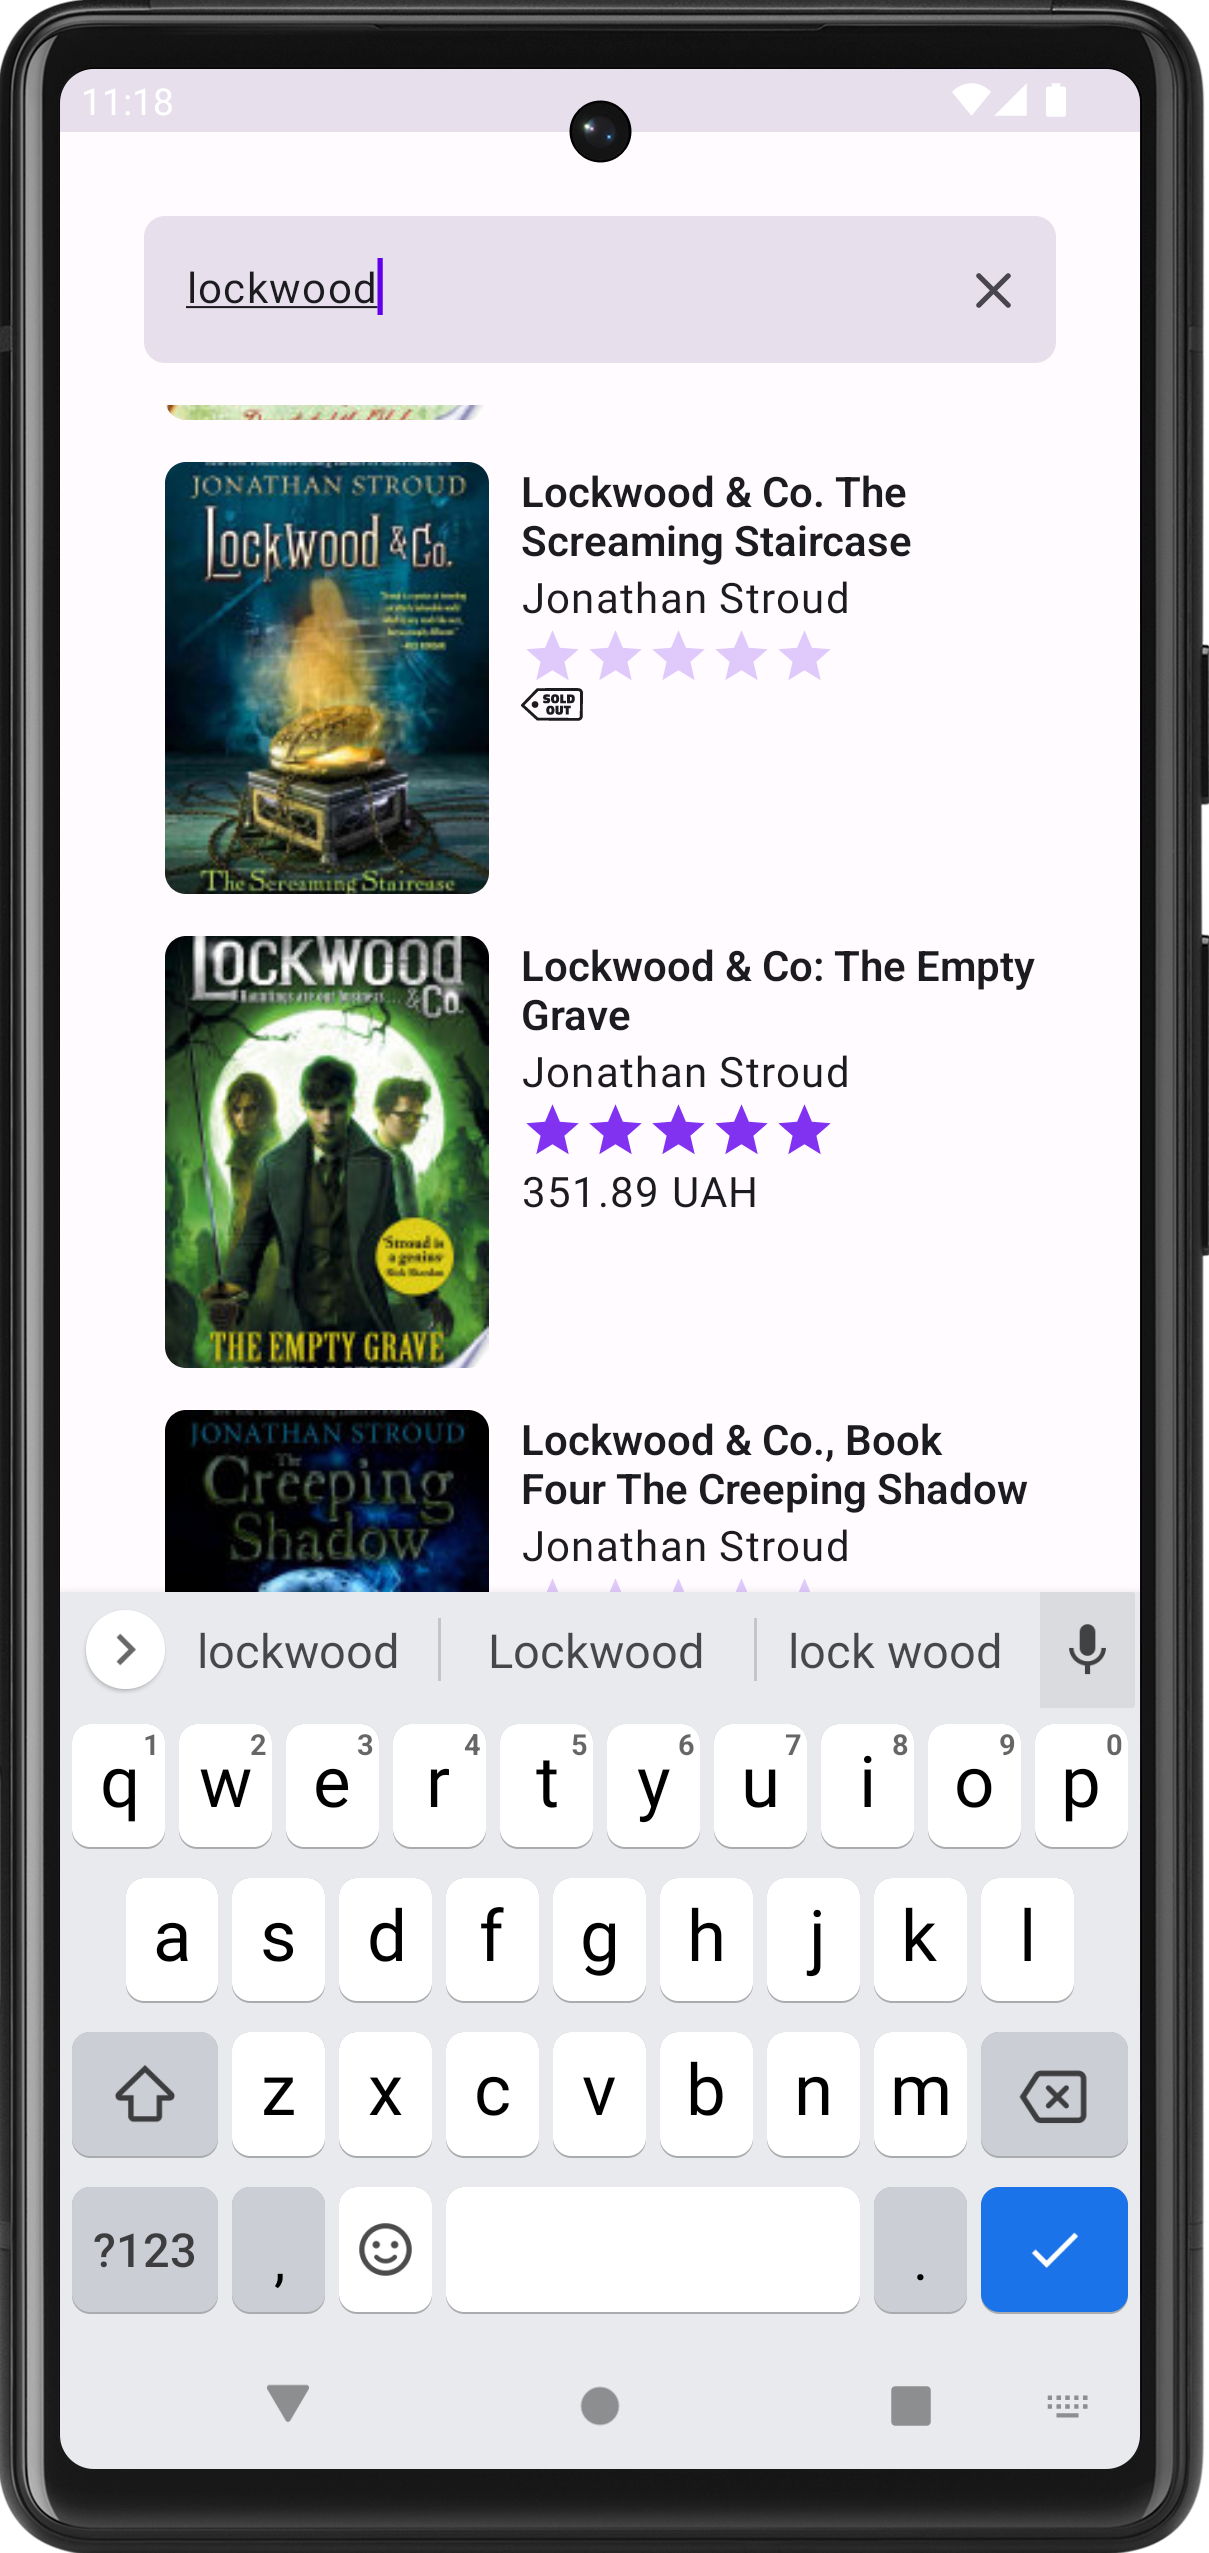 11:18
lockwood
JONATHAN STROUD
Lockwood & Co.
The Screaming Staircase
Lockwood & Co. The
Screaming Staircase
Jonathan Stroud
SOLD
OUT
LOCKWOOD
& Co.
Stroud is
a genius
THE EMPTY GRAVE
Lockwood & Co: The Empty
Grave
Jonathan Stroud
351.89 UAH
JONATHAN STROUD
The
Creeping
Shadow
Lockwood & Co., Book
Four The Creeping Shadow
Jonathan Stroud
lockwood Lockwood lock wood
1 2 3 4 5 6 7 8 9 0
q w e r t y u i o p
a s d f g h j k l
z x c v b n m
?123 , .